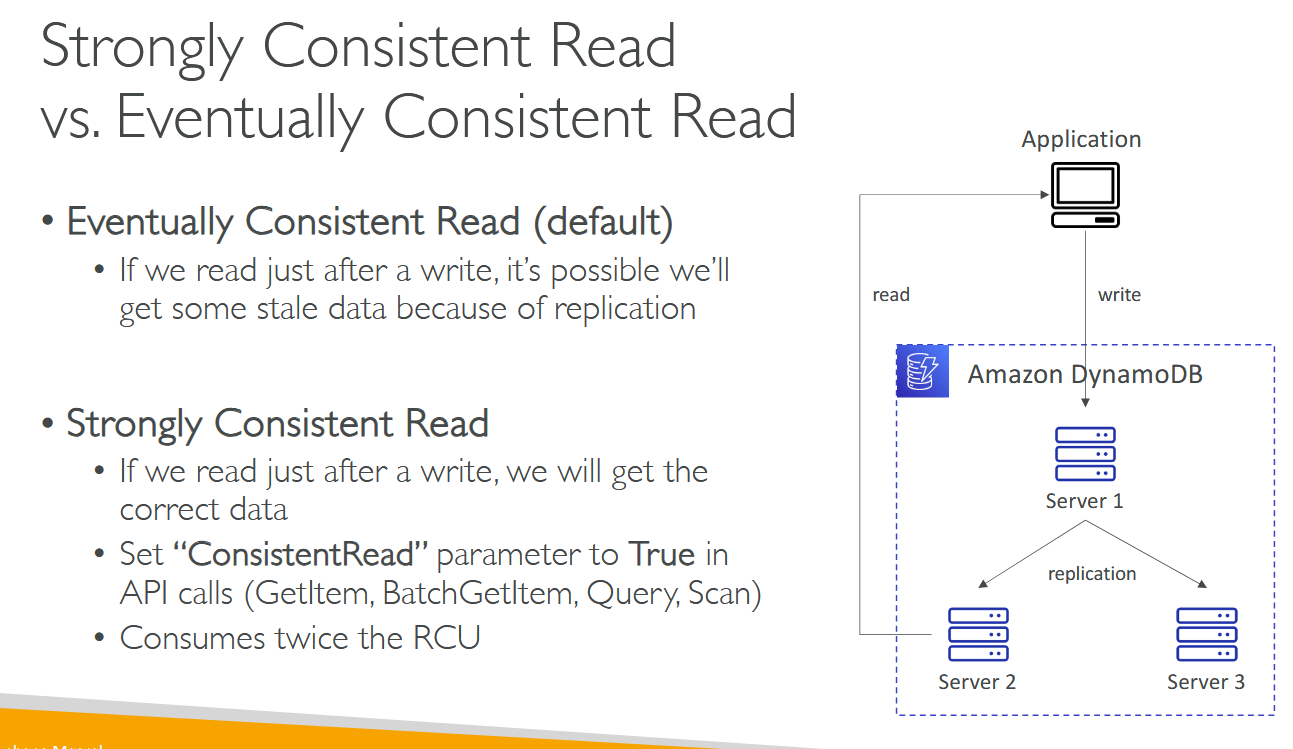 Strongly Consistent Read
vs. Eventually Consistent Read
• Eventually Consistent Read (default)
• If we read just after a write, it’s possible we’ll
get some stale data because of replication
• Strongly Consistent Read
• If we read just after a write, we will get the
correct data
• Set “ConsistentRead” parameter to True in
API calls (GetItem, BatchGetItem, Query, Scan)
• Consumes twice the RCU
Application
read
write
Amazon DynamoDB
Server 1
replication
Server 2
Server 3